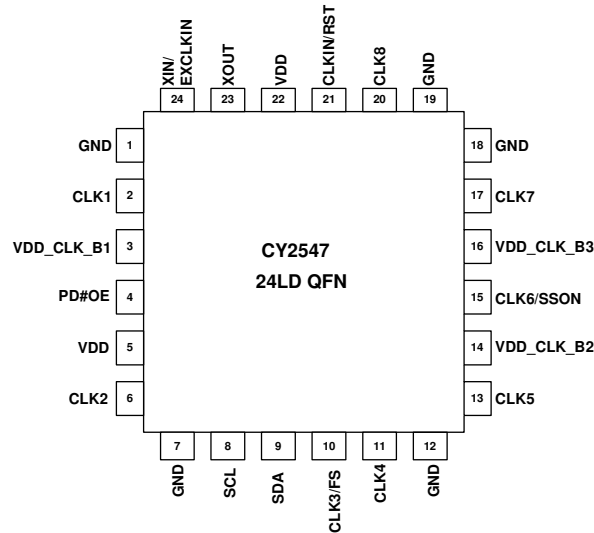 XIN/
EXCLKIN
XOUT
VDD
CLKIN/RST
CLK8
GND
24
23
22
21
20
19
GND 1
18 GND
CLK1 2
17 CLK7
VDD_CLK_B1 3
16 VDD_CLK_B3
CY2547
24LD QFN
PD#OE 4
15 CLK6/SSON
VDD 5
14 VDD_CLK_B2
CLK2 6
13 CLK5
7
8
9
10
11
12
GND
SCL
SDA
CLK3/FS
CLK4
GND